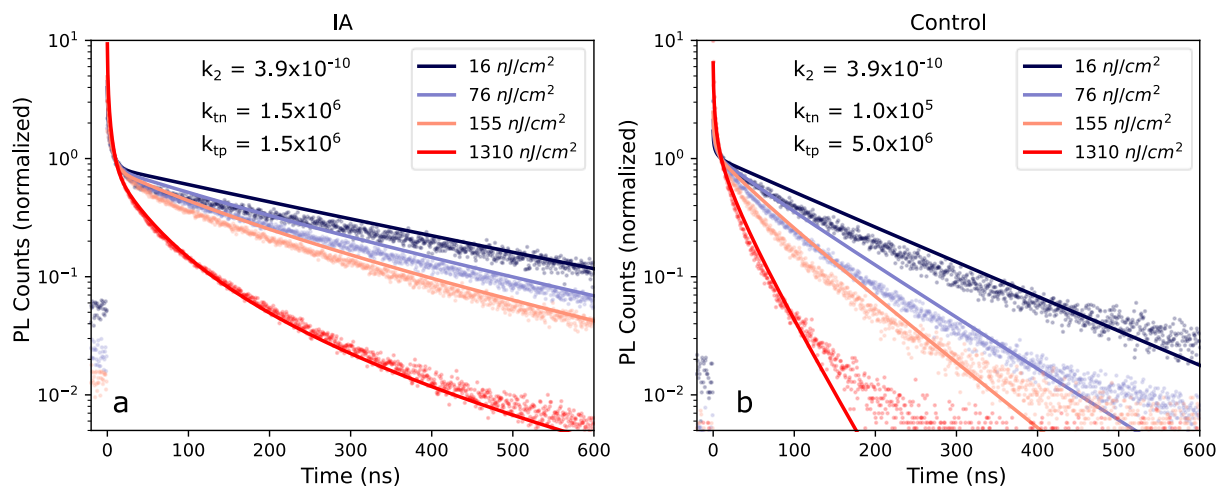 IA
PL Counts (normalized)
10¹
10⁰
10⁻¹
10⁻²
k₂ = 3.9x10⁻¹⁰
kₜₙ = 1.5x10⁶
kₜₚ = 1.5x10⁶
16 nJ/cm²
76 nJ/cm²
155 nJ/cm²
1310 nJ/cm²
a
0 100 200 300 400 500 600
Time (ns)
Control
PL Counts (normalized)
10¹
10⁰
10⁻¹
10⁻²
k₂ = 3.9x10⁻¹⁰
kₜₙ = 1.0x10⁵
kₜₚ = 5.0x10⁶
16 nJ/cm²
76 nJ/cm²
155 nJ/cm²
1310 nJ/cm²
b
0 100 200 300 400 500 600
Time (ns)